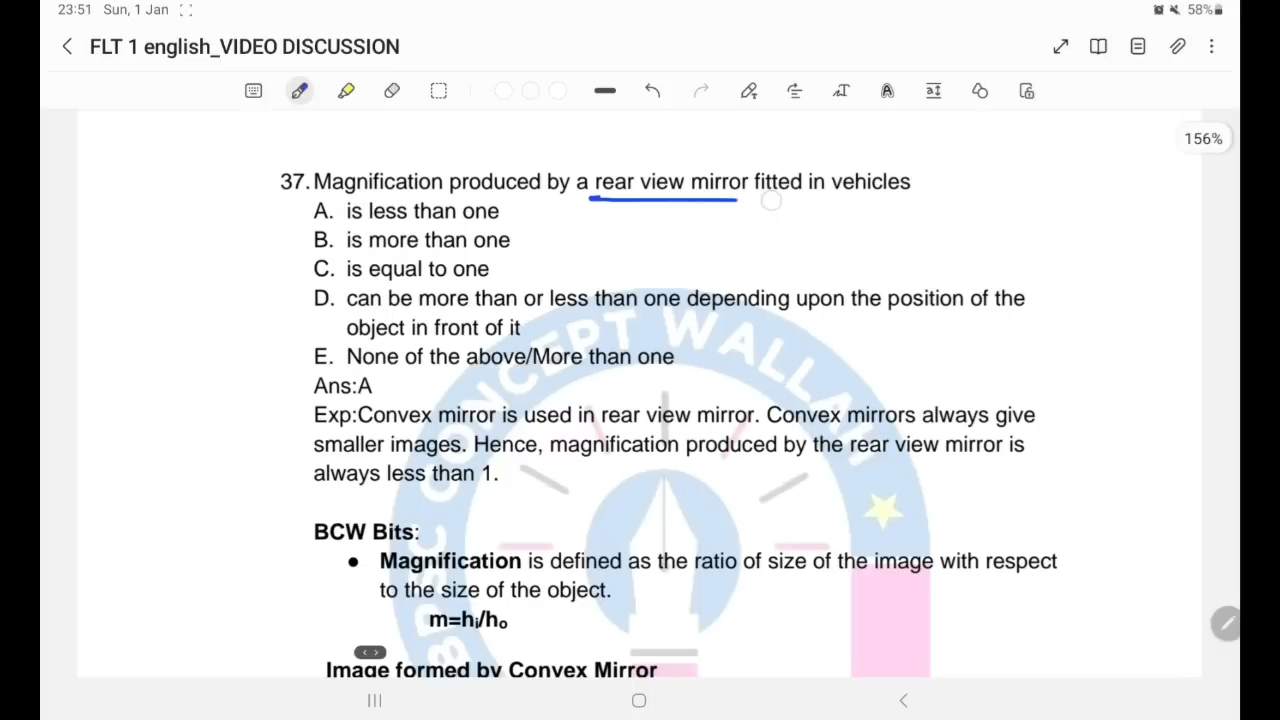 23:51 Sun, 1 Jan 58%
FLT 1 english_VIDEO DISCUSSION
156%
37. Magnification produced by a rear view mirror fitted in vehicles
A. is less than one
B. is more than one
C. is equal to one
D. can be more than or less than one depending upon the position of the
object in front of it
E. None of the above/More than one
Ans:A
Exp:Convex mirror is used in rear view mirror. Convex mirrors always give
smaller images. Hence, magnification produced by the rear view mirror is
always less than 1.
BCW Bits:
● Magnification is defined as the ratio of size of the image with respect
to the size of the object.
m=hᵢ/hₒ
Image formed by Convex Mirror
BPSC CONCEPT WALLAH